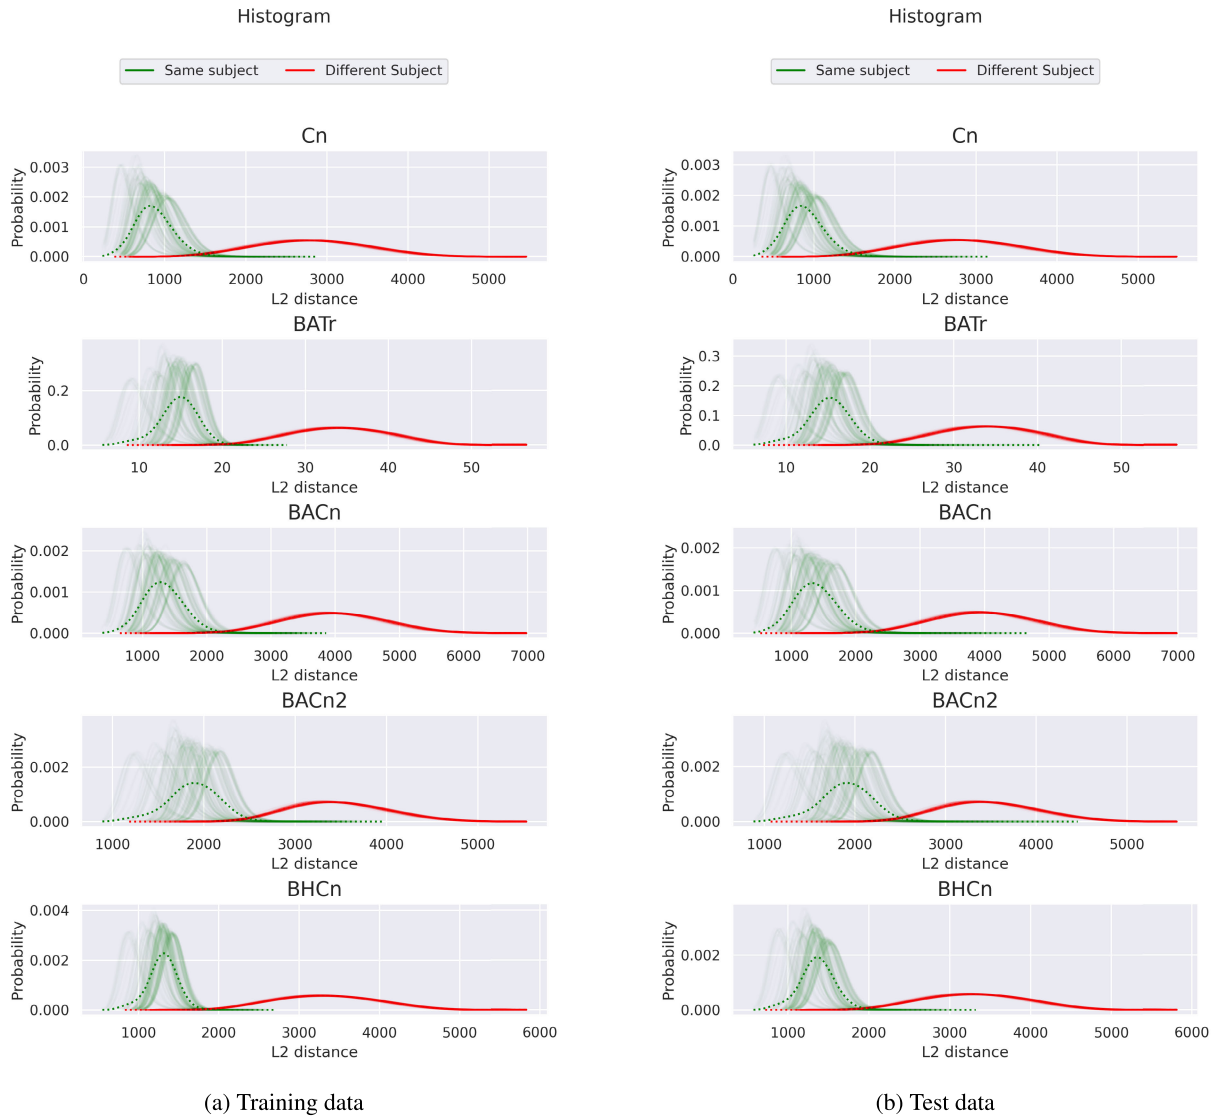 Histogram
Same subject Different Subject
Cn
Probability
0.003
0.002
0.001
0.000
0 1000 2000 3000 4000 5000
L2 distance
BATr
Probability
0.2
0.0
10 20 30 40 50
L2 distance
BACn
Probability
0.002
0.001
0.000
1000 2000 3000 4000 5000 6000 7000
L2 distance
BACn2
Probability
0.002
0.000
1000 2000 3000 4000 5000
L2 distance
BHCn
Probability
0.004
0.002
0.000
1000 2000 3000 4000 5000 6000
L2 distance
(a) Training data
Histogram
Same subject Different Subject
Cn
Probability
0.003
0.002
0.001
0.000
0 1000 2000 3000 4000 5000
L2 distance
BATr
Probability
0.3
0.2
0.1
0.0
10 20 30 40 50
L2 distance
BACn
Probability
0.002
0.001
0.000
1000 2000 3000 4000 5000 6000 7000
L2 distance
BACn2
Probability
0.002
0.000
1000 2000 3000 4000 5000
L2 distance
BHCn
Probability
0.002
0.000
1000 2000 3000 4000 5000 6000
L2 distance
(b) Test data